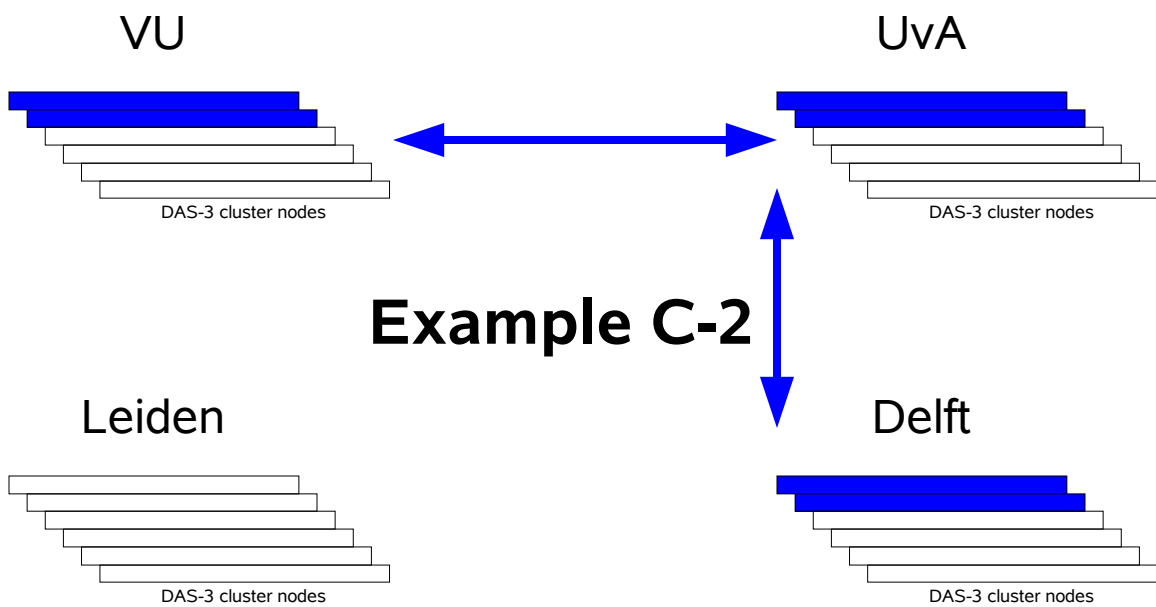 VU
UvA
DAS-3 cluster nodes
DAS-3 cluster nodes
Example C-2
Leiden
Delft
DAS-3 cluster nodes
DAS-3 cluster nodes